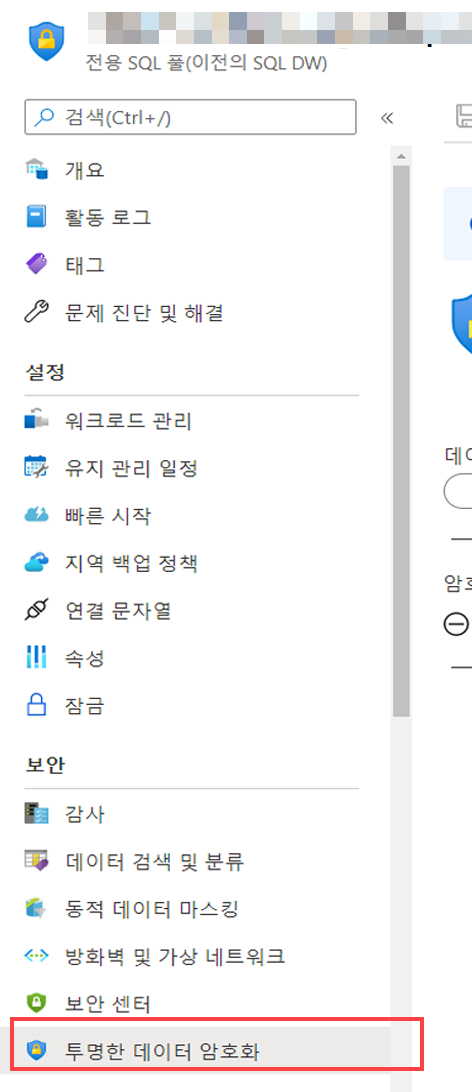 전용 SQL 풀(이전의 SQL DW)
검색(Ctrl+/)
개요
활동 로그
태그
문제 진단 및 해결
설정
워크로드 관리
유지 관리 일정
빠른 시작
지역 백업 정책
연결 문자열
속성
잠금
보안
감사
데이터 검색 및 분류
동적 데이터 마스킹
방화벽 및 가상 네트워크
보안 센터
투명한 데이터 암호화